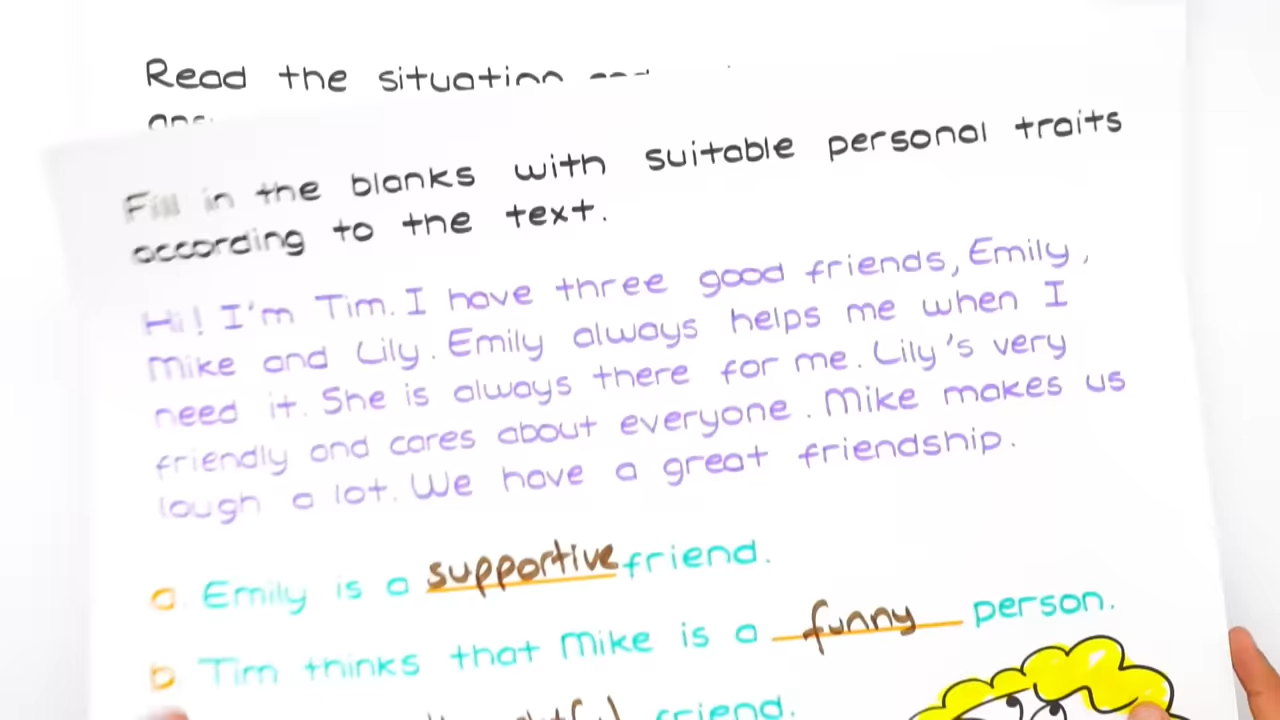 Read the situation
Fill in the blanks with suitable personal traits
according to the text.
Hi! I'm Tim. I have three good friends, Emily,
Mike and Lily. Emily always helps me when I
need it. She is always there for me. Lily's very
friendly and cares about everyone. Mike makes us
laugh a lot. We have a great friendship.
a. Emily is a supportive friend.
b. Tim thinks that Mike is a funny person.
friend.